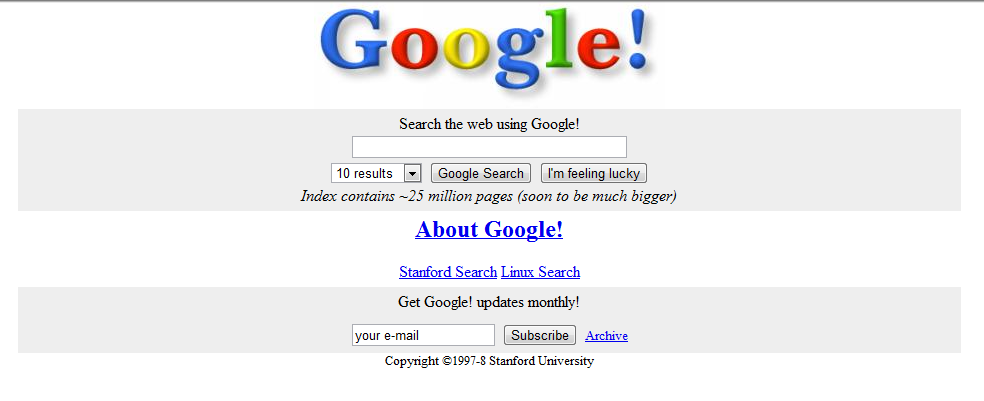 Google!
Search the web using Google!
10 results Google Search I'm feeling lucky
Index contains ~25 million pages (soon to be much bigger)
About Google!
Stanford Search Linux Search
Get Google! updates monthly!
your e-mail Subscribe Archive
Copyright ©1997-8 Stanford University